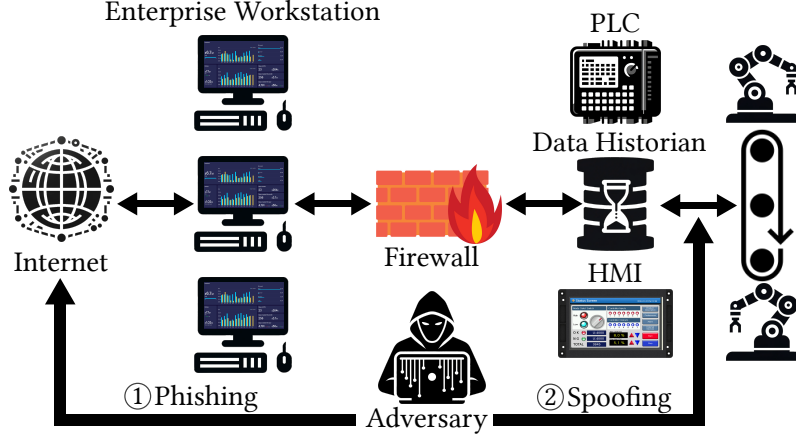 Enterprise Workstation
PLC
Data Historian
Internet
Firewall
HMI
①Phishing
Adversary
②Spoofing